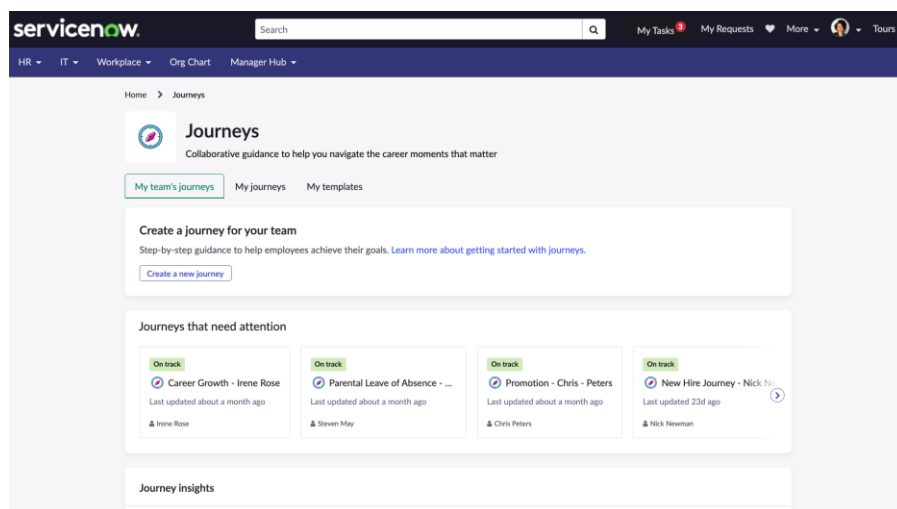 servicenow.
Search
My Tasks 3 My Requests More Tours
HR IT Workplace Org Chart Manager Hub
Home > Journeys
Journeys
Collaborative guidance to help you navigate the career moments that matter
My team's journeys My journeys My templates
Create a journey for your team
Step-by-step guidance to help employees achieve their goals. Learn more about getting started with journeys.
Create a new journey
Journeys that need attention
On track
Career Growth - Irene Rose
Last updated about a month ago
Irene Rose
On track
Parental Leave of Absence - ...
Last updated about a month ago
Steven May
On track
Promotion - Chris - Peters
Last updated about a month ago
Chris Peters
On track
New Hire Journey - Nick
Last updated 23d ago
Nick Newman
Journey insights